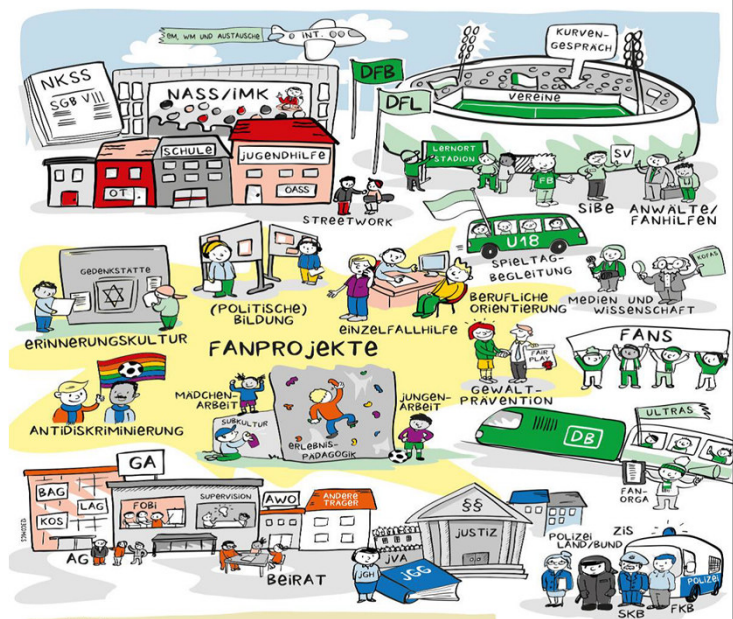 EM, WM UND AUSTAUSCHE
INT.
KURVEN-
GESPRÄCH
NKSS
SGB VIII
NASS/IMK
DFB
DFL
VEREINE
SCHULE
JUGENDHILFE
OT
OASS
LERNORT
STADION
FB
SV
STREETWORK
SiBe
ANWÄLTE/
FANHILFEN
U18
SPIELTAG-
BEGLEITUNG
KOFAS
GEDENKSTÄTTE
(POLITISCHE)
BILDUNG
EINZELFALLHILFE
BERUFLICHE
ORIENTIERUNG
MEDIEN UND
WISSENSCHAFT
ERINNERUNGSKULTUR
FANPROJEKTE
FAIR
PLAY
FANS
GEWALT-
PRÄVENTION
MÄDCHEN-
ARBEIT
JUNGEN-
ARBEIT
SUBKULTUR
ERLEBNIS-
PÄDAGOGIK
ANTIDISKRIMINIERUNG
ULTRAS
DB
FAN-
ORGA
GA
BAG
LAG
KOS
FOBI
SUPERVISION
AWO
ANDERE
TRÄGER
§§
JUSTIZ
AG
BEIRAT
JVA
JGH
JGG
POLIZEI
LAND/BUND
ZIS
POLIZEI
SKB
FKB